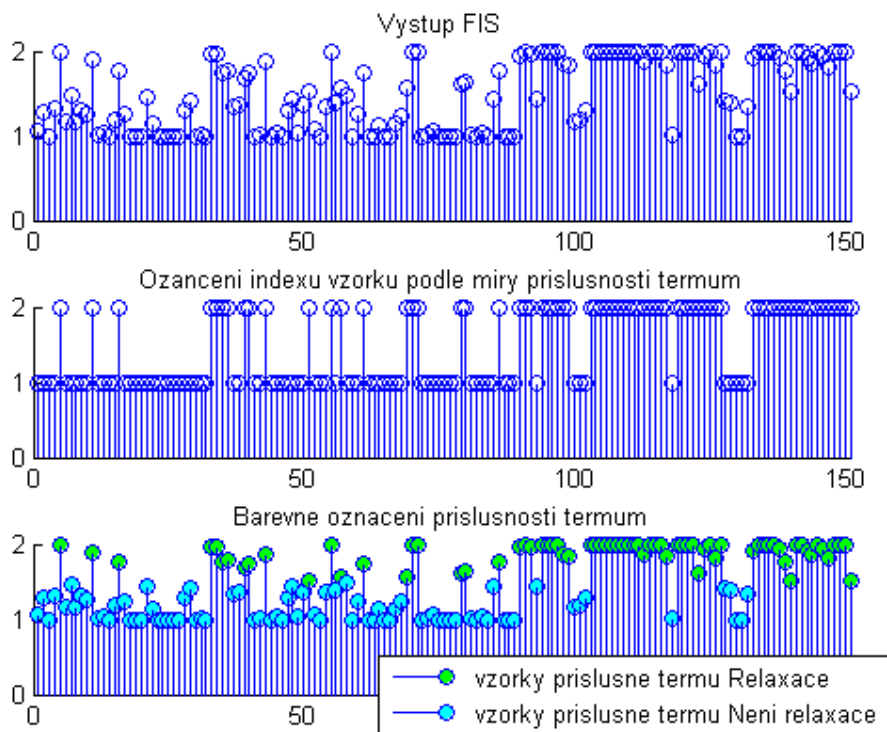 Vystup FIS
2
1
0
0 50 100 150
Ozanceni indexu vzorku podle miry prislusnosti termum
2
1
0
0 50 100 150
Barevne oznaceni prislusnosti termum
2
1
0
0 50
vzorky prislusne termu Relaxace
vzorky prislusne termu Neni relaxace